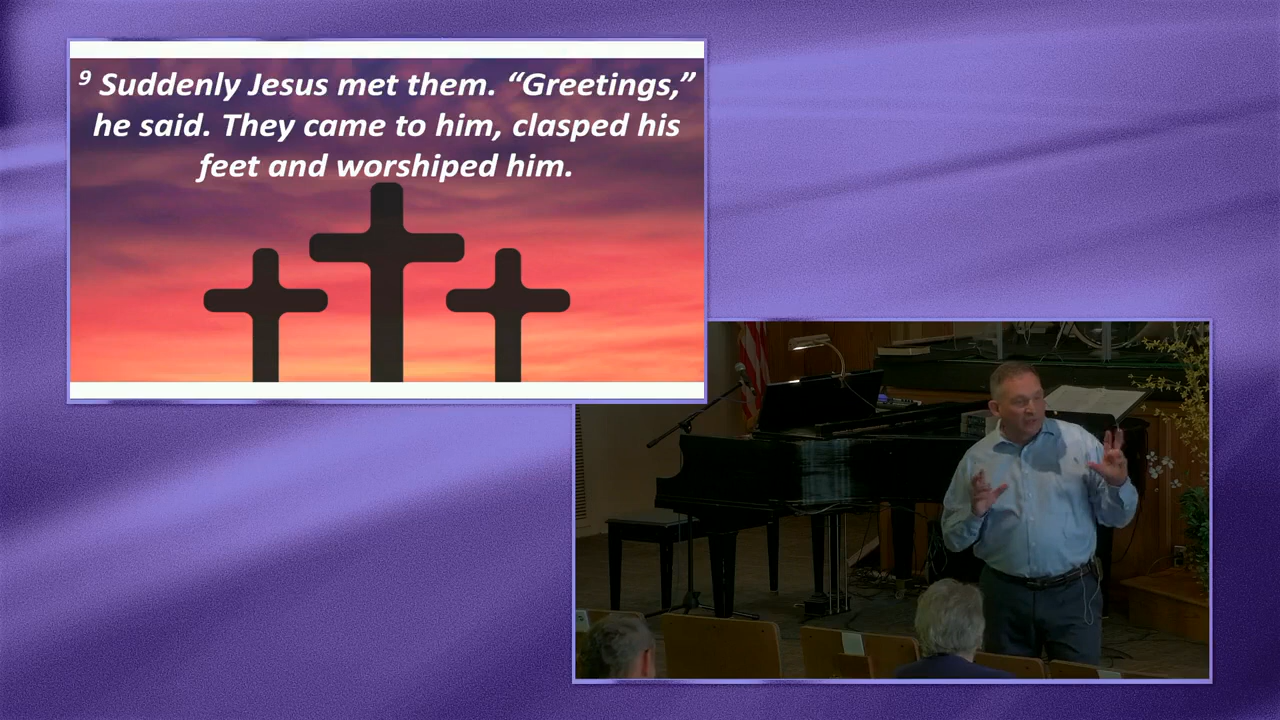 ⁹ Suddenly Jesus met them. “Greetings,”
he said. They came to him, clasped his
feet and worshiped him.